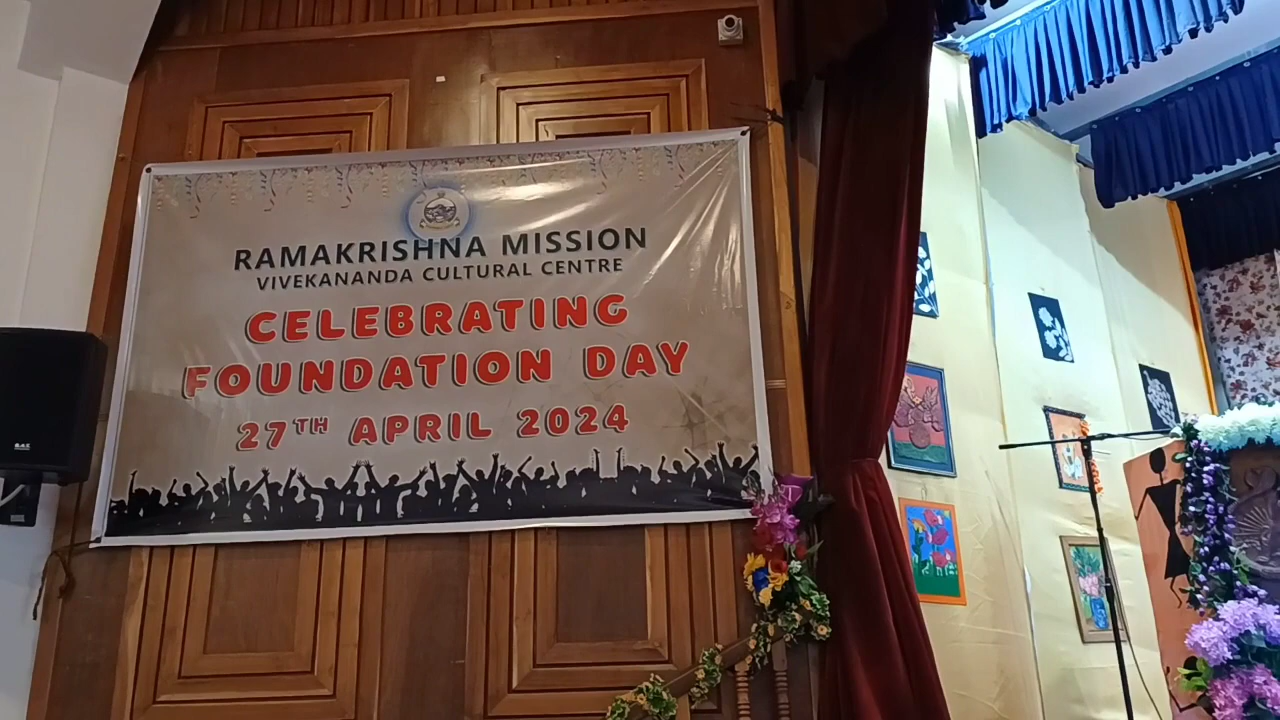 RAMAKRISHNA MISSION
VIVEKANANDA CULTURAL CENTRE
CELEBRATING
FOUNDATION DAY
27TH APRIL 2024